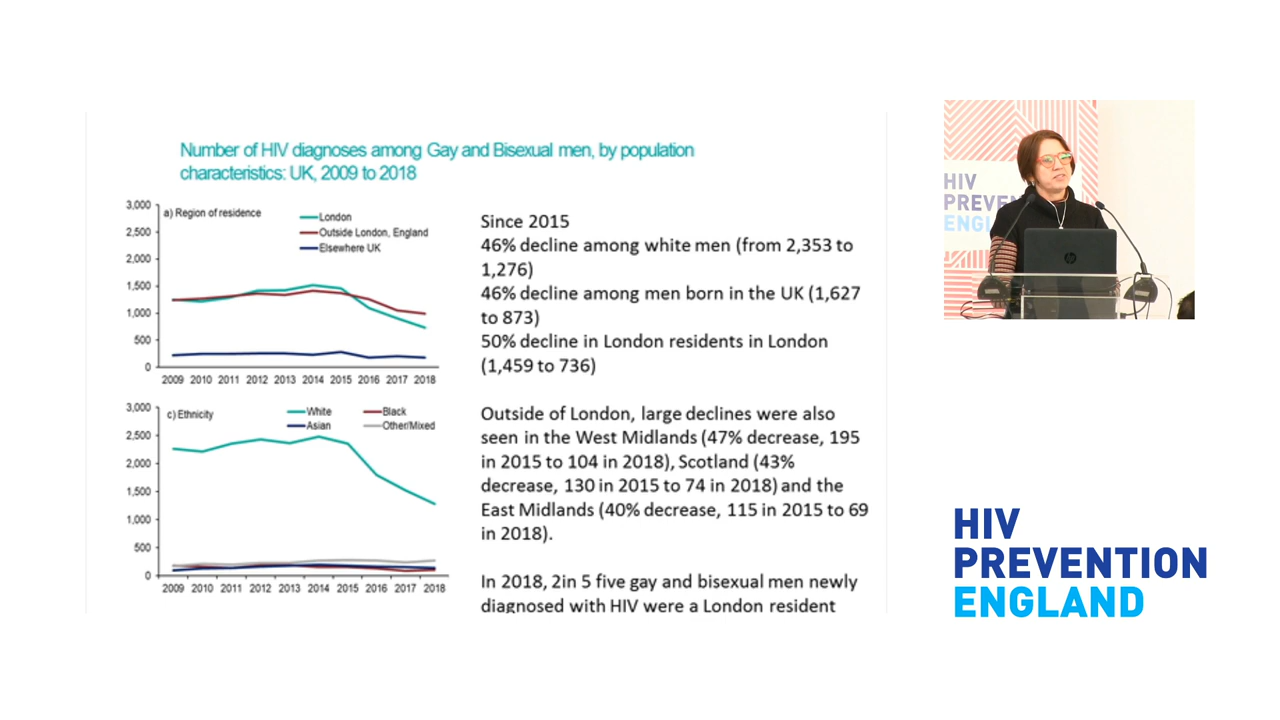 Number of HIV diagnoses among Gay and Bisexual men, by population
characteristics: UK, 2009 to 2018
3,000
2,500
2,000
1,500
1,000
500
0
a) Region of residence
London
Outside London, England
Elsewhere UK
2009 2010 2011 2012 2013 2014 2015 2016 2017 2018
3,000
2,500
2,000
1,500
1,000
500
0
c) Ethnicity
White Black
Asian Other/Mixed
2009 2010 2011 2012 2013 2014 2015 2016 2017 2018
Since 2015
46% decline among white men (from 2,353 to
1,276)
46% decline among men born in the UK (1,627
to 873)
50% decline in London residents in London
(1,459 to 736)
Outside of London, large declines were also
seen in the West Midlands (47% decrease, 195
in 2015 to 104 in 2018), Scotland (43%
decrease, 130 in 2015 to 74 in 2018) and the
East Midlands (40% decrease, 115 in 2015 to 69
in 2018).
In 2018, 2in 5 five gay and bisexual men newly
diagnosed with HIV were a London resident
HIV
PREVEN
ENGL
hp
HIV
PREVENTION
ENGLAND